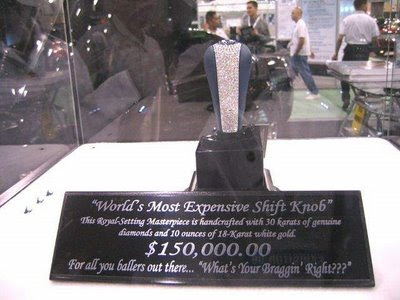 "World's Most Expensive Shift Knob"
This Royal-Setting Masterpiece is handcrafted with 30 karats of genuine
diamonds and 10 ounces of 18-Karat white gold.
$150,000.00
For all you ballers out there... "What's Your Braggin' Right???"